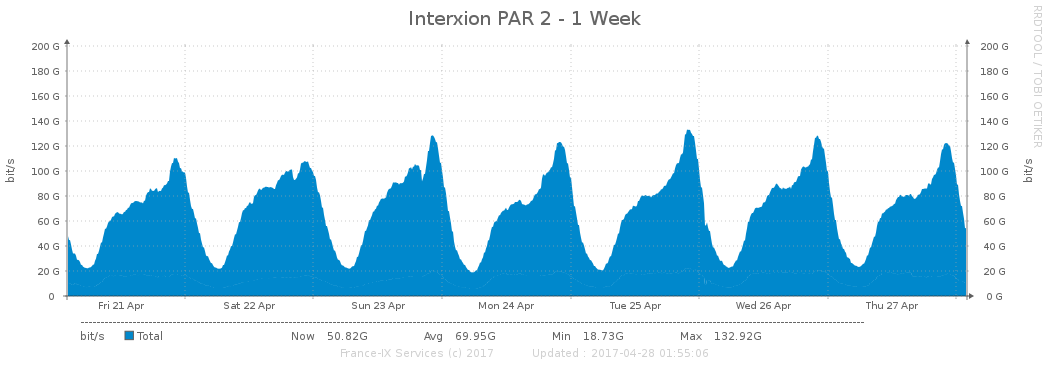 Interxion PAR 2 - 1 Week
RRDTOOL / TOBI OETIKER
bit/s
bit/s
200 G 200 G
180 G 180 G
160 G 160 G
140 G 140 G
120 G 120 G
100 G 100 G
80 G 80 G
60 G 60 G
40 G 40 G
20 G 20 G
0 0 G
Fri 21 Apr Sat 22 Apr Sun 23 Apr Mon 24 Apr Tue 25 Apr Wed 26 Apr Thu 27 Apr
bit/s Total Now 50.82G Avg 69.95G Min 18.73G Max 132.92G
France-IX Services (c) 2017 Updated : 2017-04-28 01:55:06